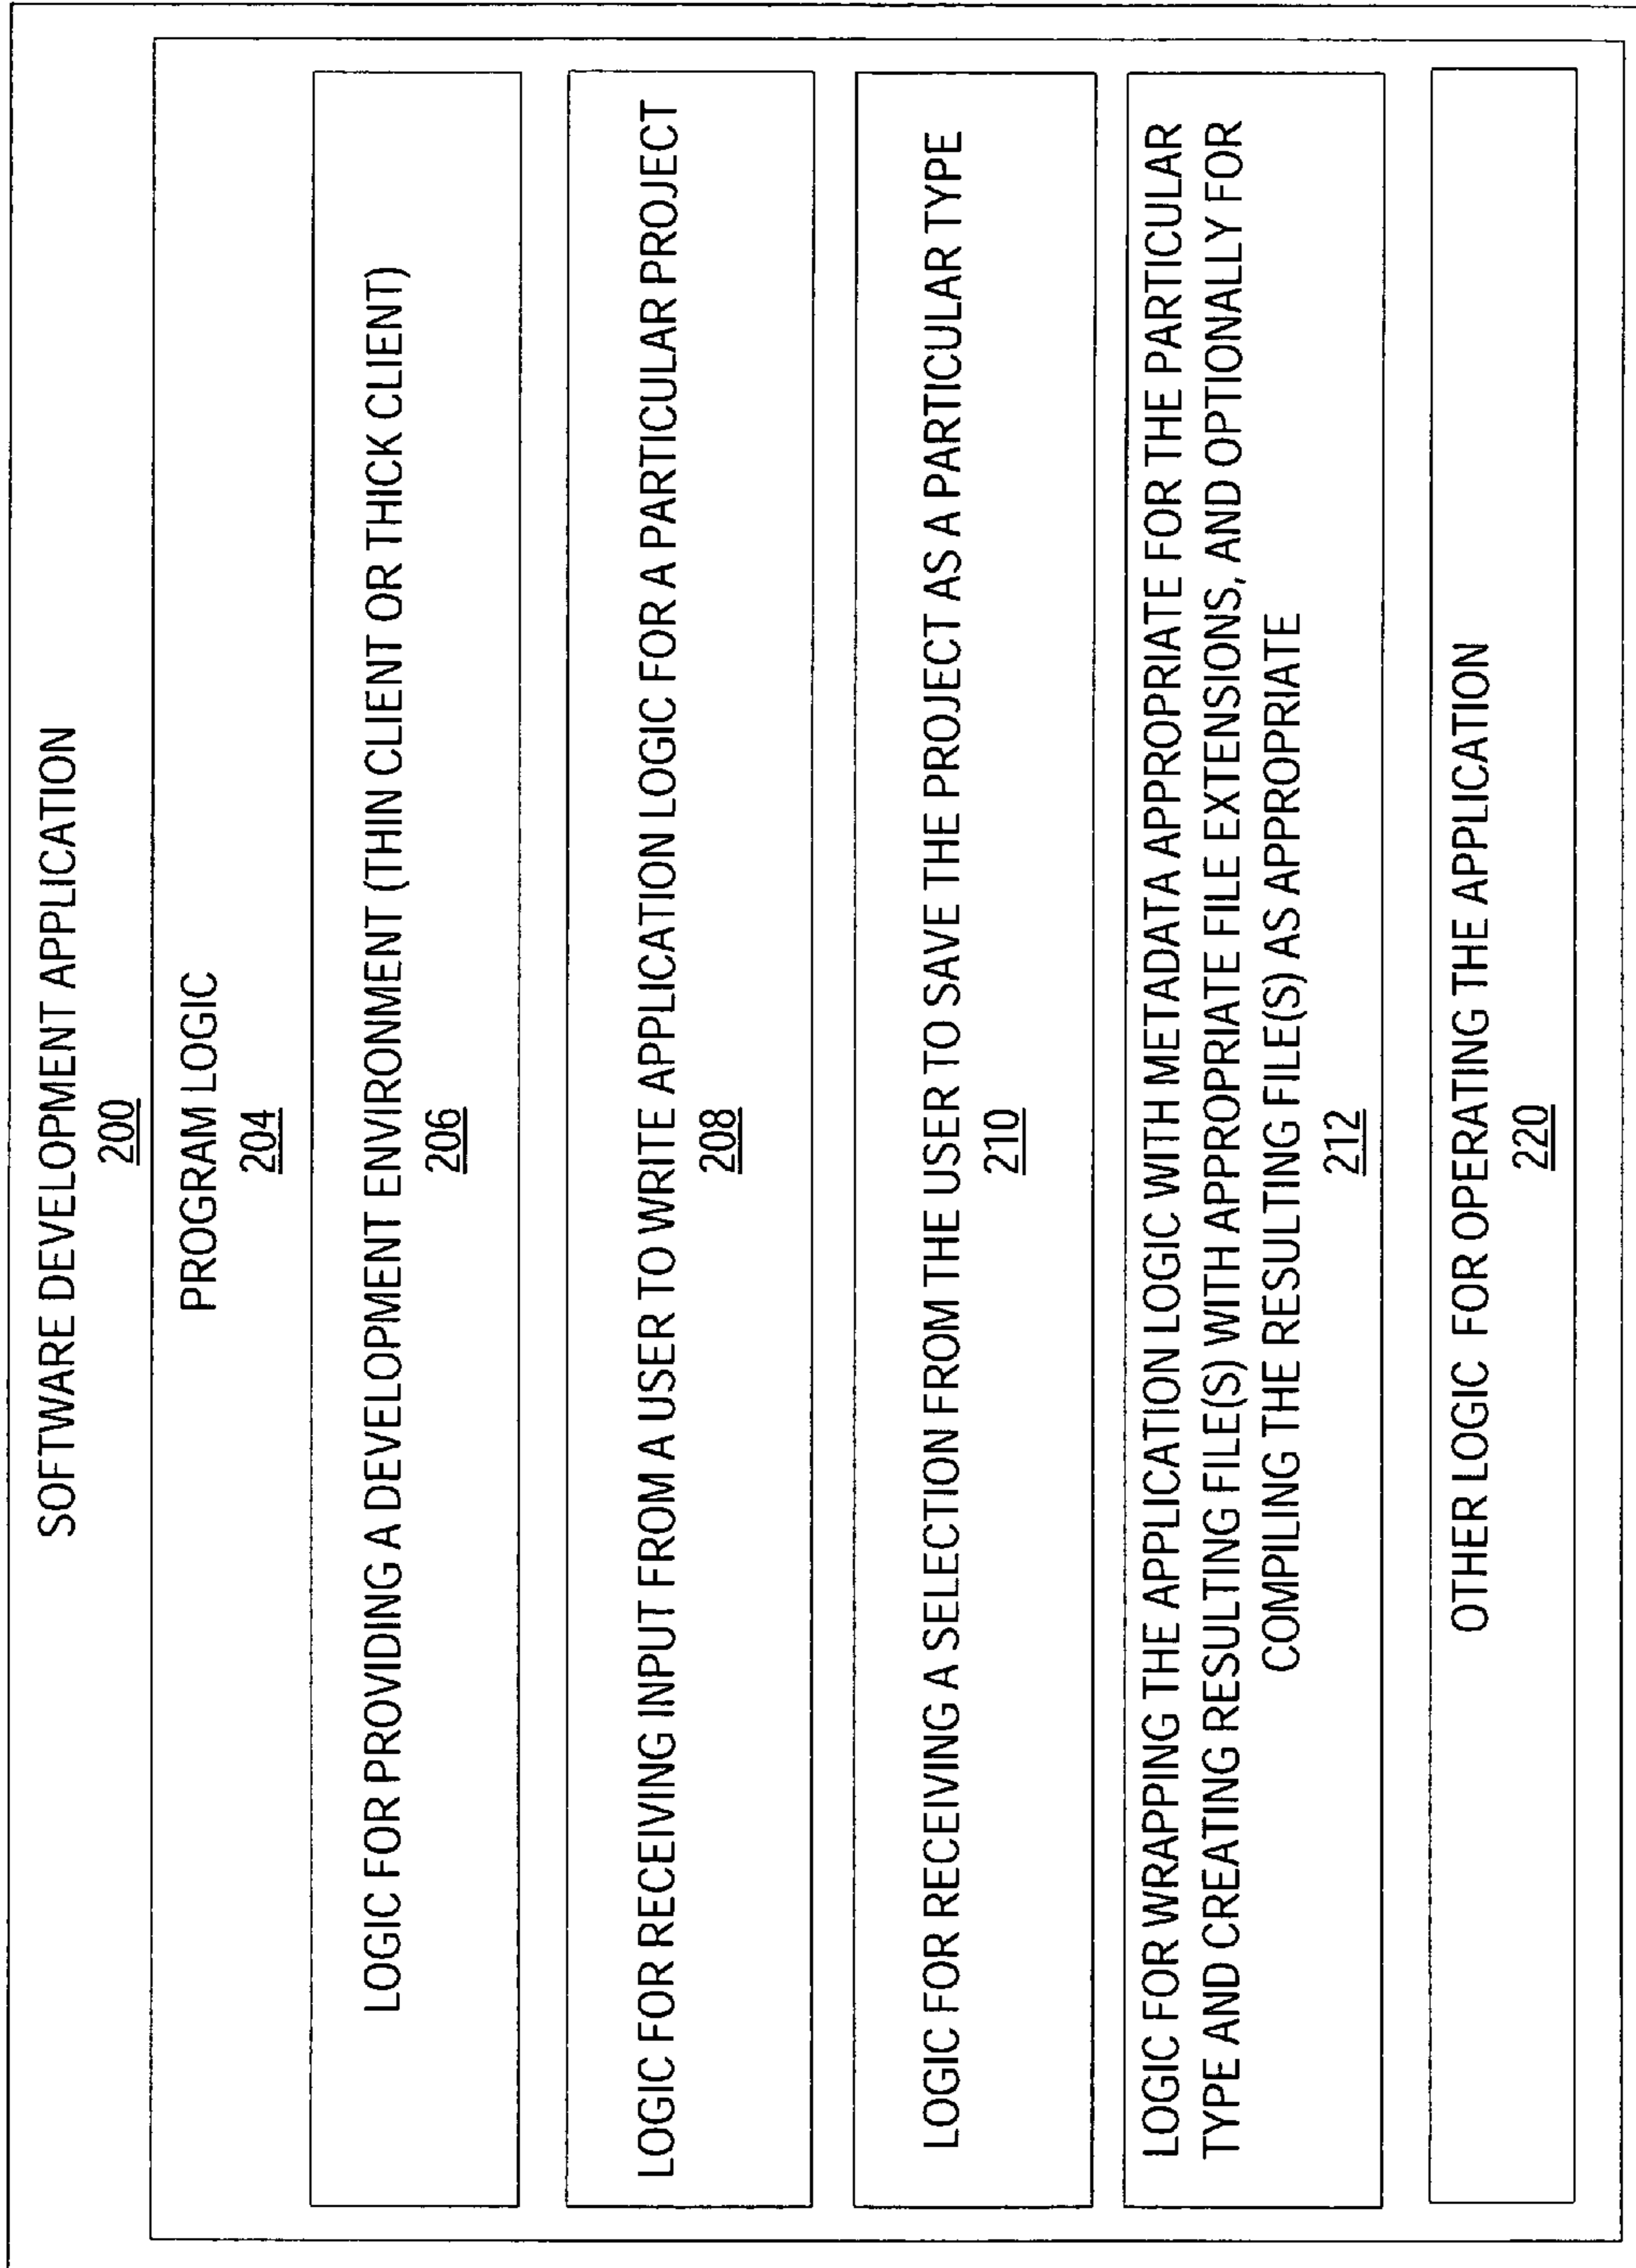 SOFTWARE DEVELOPMENT APPLICATION
200
PROGRAM LOGIC
204
LOGIC FOR PROVIDING A DEVELOPMENT ENVIRONMENT (THIN CLIENT OR THICK CLIENT)
206
LOGIC FOR RECEIVING INPUT FROM A USER TO WRITE APPLICATION LOGIC FOR A PARTICULAR PROJECT
208
LOGIC FOR RECEIVING A SELECTION FROM THE USER TO SAVE THE PROJECT AS A PARTICULAR TYPE
210
LOGIC FOR WRAPPING THE APPLICATION LOGIC WITH METADATA APPROPRIATE FOR THE PARTICULAR
TYPE AND CREATING RESULTING FILE(S) WITH APPROPRIATE FILE EXTENSIONS, AND OPTIONALLY FOR
COMPILING THE RESULTING FILE(S) AS APPROPRIATE
212
OTHER LOGIC FOR OPERATING THE APPLICATION
220